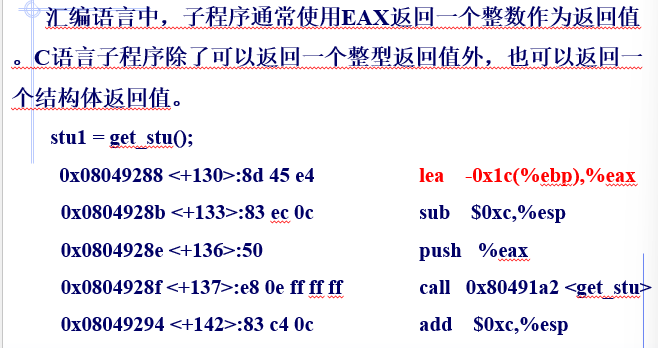 汇编语言中，子程序通常使用EAX返回一个整数作为返回值
。C语言子程序除了可以返回一个整型返回值外，也可以返回一
个结构体返回值。
stu1 = get_stu();
0x08049288 <+130>:8d 45 e4 lea -0x1c(%ebp),%eax
0x0804928b <+133>:83 ec 0c sub $0xc,%esp
0x0804928e <+136>:50 push %eax
0x0804928f <+137>:e8 0e ff ff ff call 0x80491a2 <get_stu>
0x08049294 <+142>:83 c4 0c add $0xc,%esp